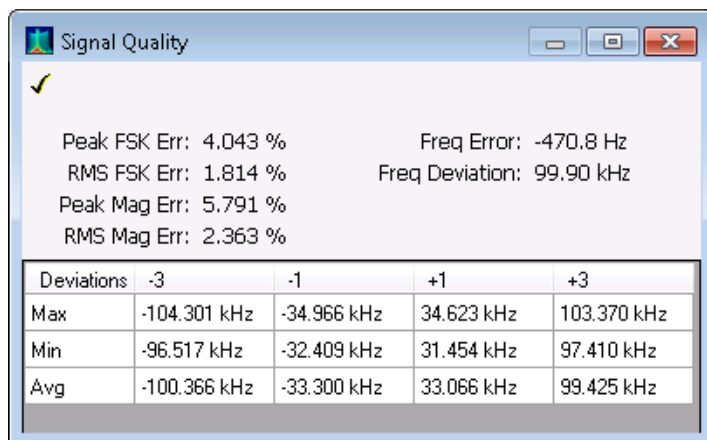 Signal Quality
Peak FSK Err: 4.043 % Freq Error: -470.8 Hz
RMS FSK Err: 1.814 % Freq Deviation: 99.90 kHz
Peak Mag Err: 5.791 %
RMS Mag Err: 2.363 %
Deviations -3 -1 +1 +3
Max -104.301 kHz -34.966 kHz 34.623 kHz 103.370 kHz
Min -96.517 kHz -32.409 kHz 31.454 kHz 97.410 kHz
Avg -100.366 kHz -33.300 kHz 33.066 kHz 99.425 kHz